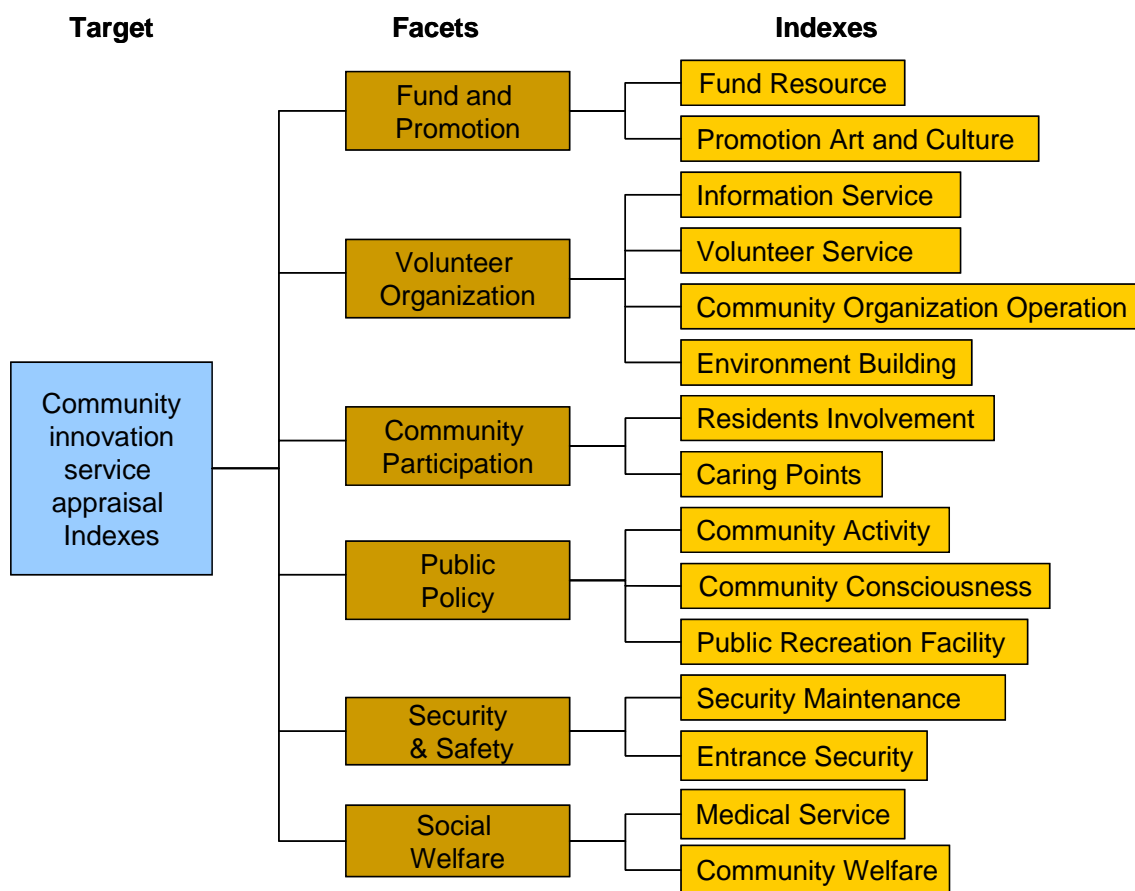 Target
Facets
Indexes
Fund and
Promotion
Fund Resource
Promotion Art and Culture
Volunteer
Organization
Information Service
Volunteer Service
Community Organization Operation
Environment Building
Community
innovation
service
appraisal
Indexes
Community
Participation
Residents Involvement
Caring Points
Public
Policy
Community Activity
Community Consciousness
Public Recreation Facility
Security
& Safety
Security Maintenance
Entrance Security
Social
Welfare
Medical Service
Community Welfare